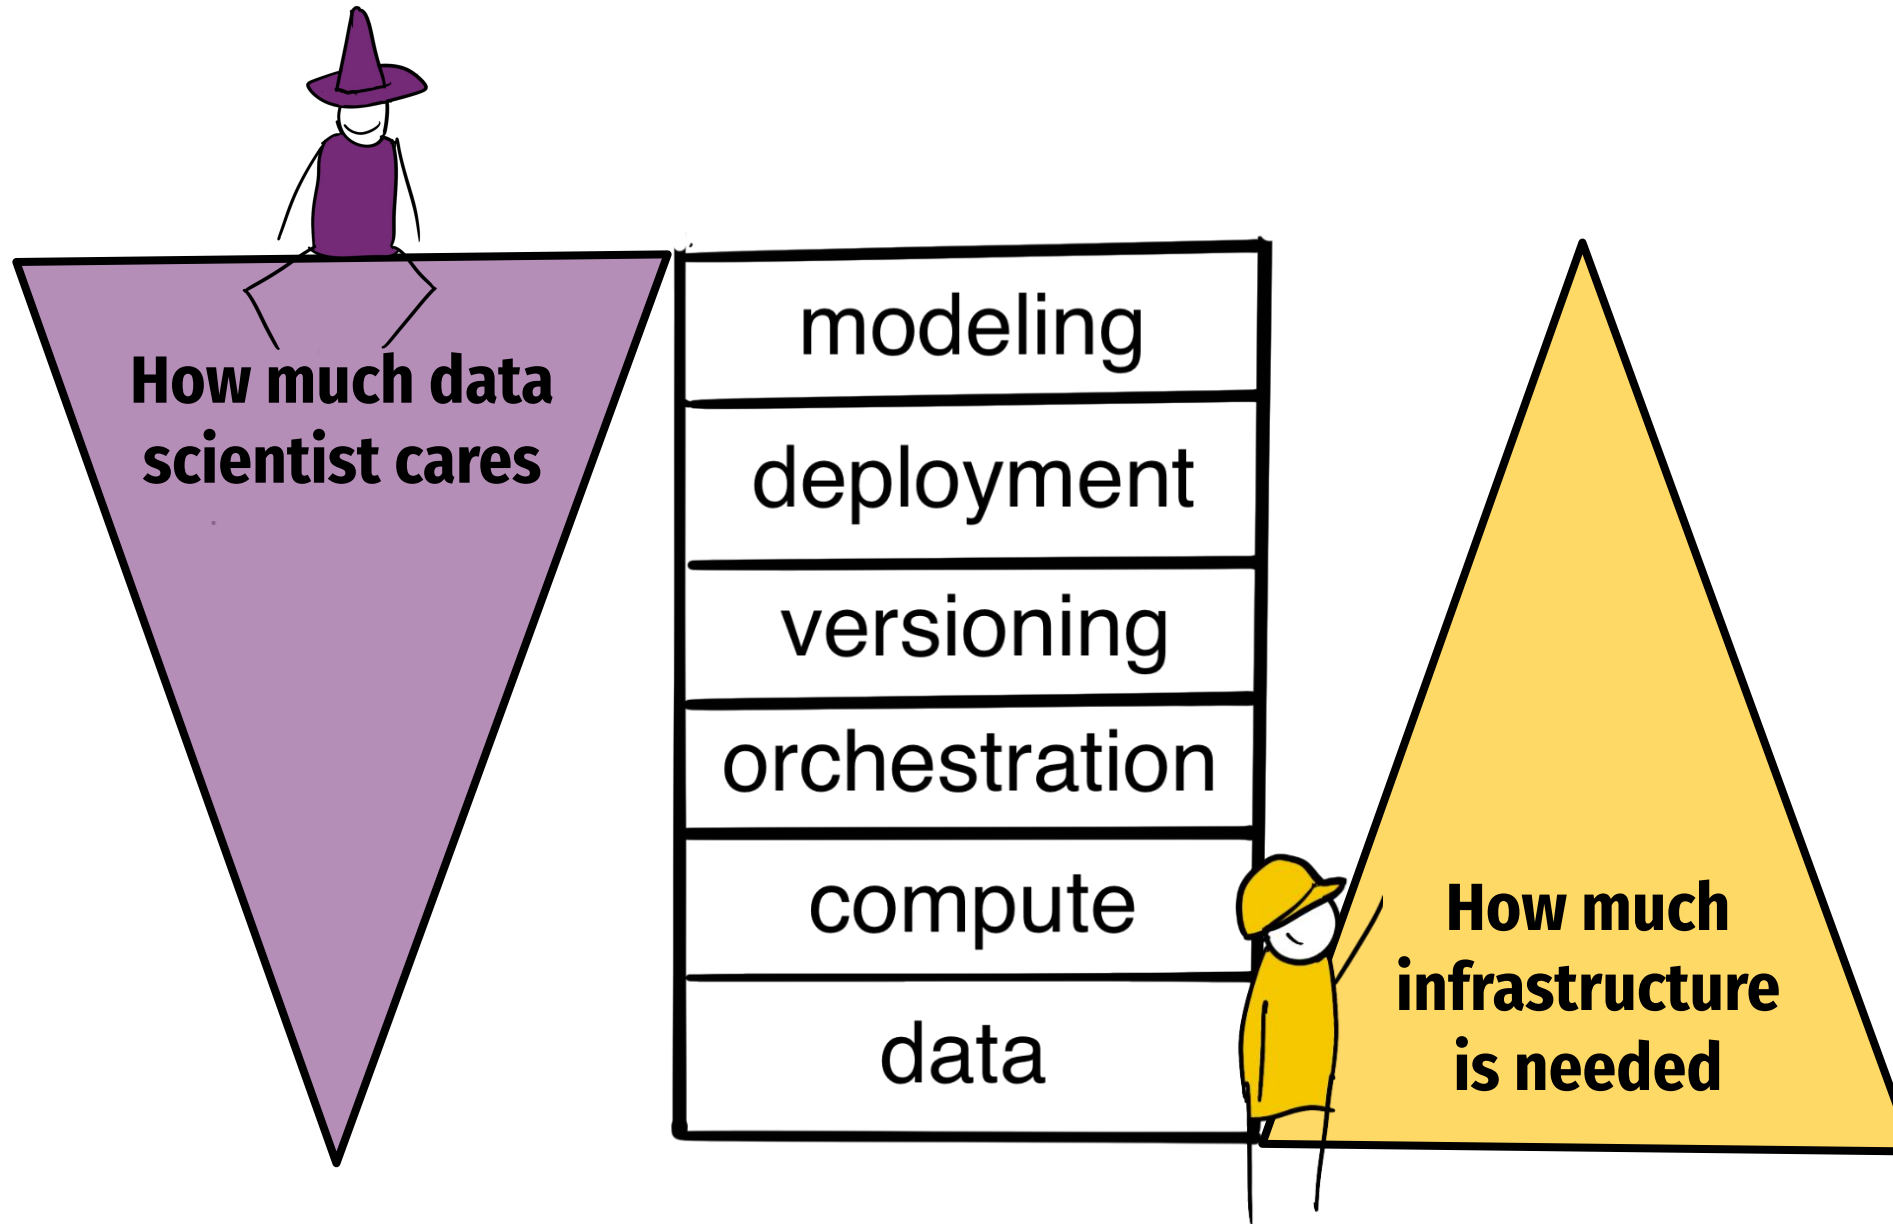 How much data
scientist cares
modeling
deployment
versioning
orchestration
compute
data
How much
infrastructure
is needed